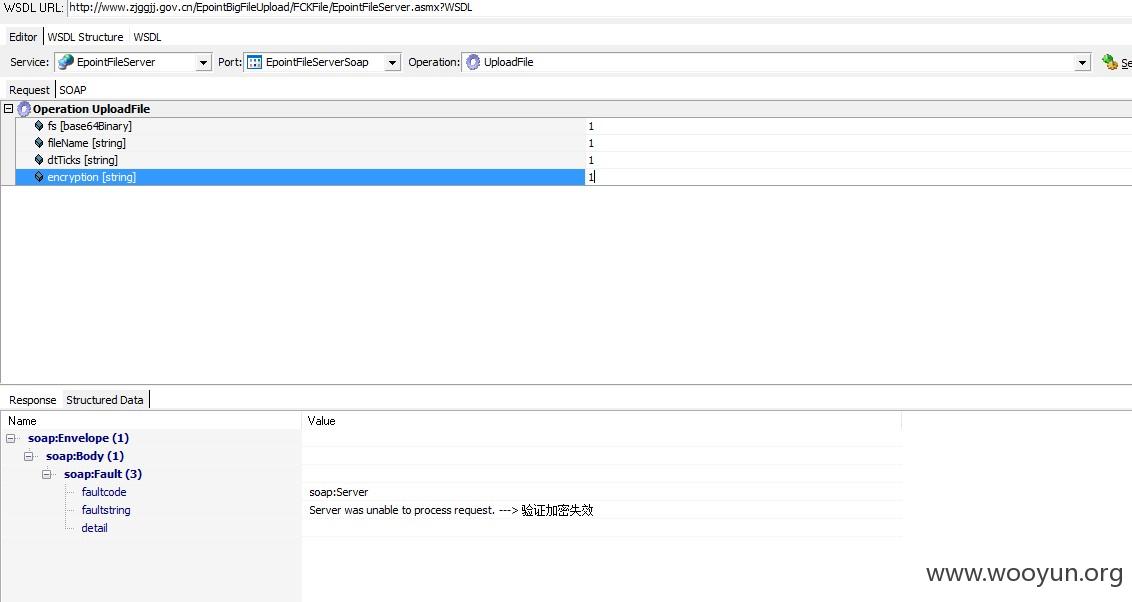 WSDL URL: http://www.zjggjj.gov.cn/EpointBigFileUpload/FCKFile/EpointFileServer.asmx?WSDL
Editor WSDL Structure WSDL
Service: EpointFileServer Port: EpointFileServerSoap Operation: UploadFile Se
Request SOAP
Operation UploadFile
fs [base64Binary] 1
fileName [string] 1
dtTicks [string] 1
encryption [string] 1
Response Structured Data
Name Value
soap:Envelope (1)
soap:Body (1)
soap:Fault (3)
faultcode soap:Server
faultstring Server was unable to process request. ---> 验证加密失效
detail
www.wooyun.org